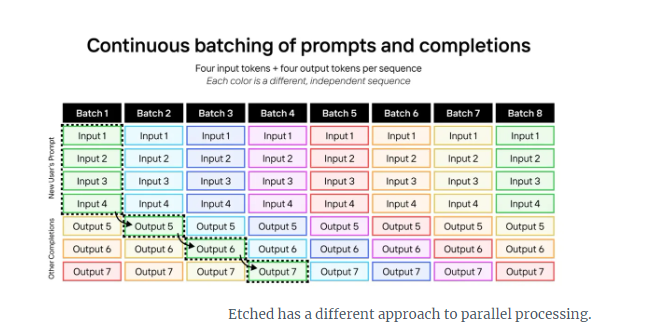 Continuous batching of prompts and completions
Four input tokens + four output tokens per sequence
Each color is a different, independent sequence
Batch 1 Batch 2 Batch 3 Batch 4 Batch 5 Batch 6 Batch 7 Batch 8
New User's Prompt
Input 1 Input 1 Input 1 Input 1 Input 1 Input 1 Input 1 Input 1
Input 2 Input 2 Input 2 Input 2 Input 2 Input 2 Input 2 Input 2
Input 3 Input 3 Input 3 Input 3 Input 3 Input 3 Input 3 Input 3
Input 4 Input 4 Input 4 Input 4 Input 4 Input 4 Input 4 Input 4
Other Completions
Output 5 Output 5 Output 5 Output 5 Output 5 Output 5 Output 5 Output 5
Output 6 Output 6 Output 6 Output 6 Output 6 Output 6 Output 6 Output 6
Output 7 Output 7 Output 7 Output 7 Output 7 Output 7 Output 7 Output 7
Etched has a different approach to parallel processing.